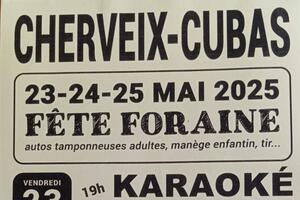 CHERVEIX-CUBAS
23-24-25 MAI 2025
FÊTE FORAINE
autos tamponneuses adultes, manège enfantin, tir...
VENDREDI
23
19h KARAOKÉ